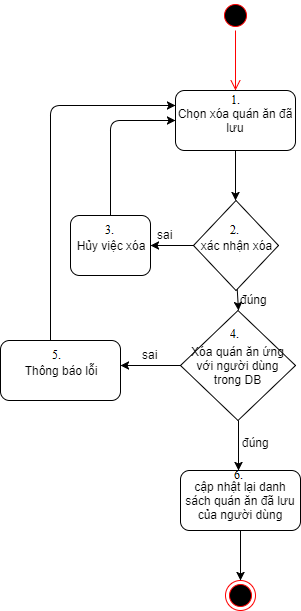 1.
Chọn xóa quán ăn đã
lưu
2.
xác nhận xóa
sai
3.
Hủy việc xóa
đúng
4.
Xóa quán ăn ứng
với người dùng
trong DB
sai
5.
Thông báo lỗi
đúng
6.
cập nhật lại danh
sách quán ăn đã lưu
của người dùng